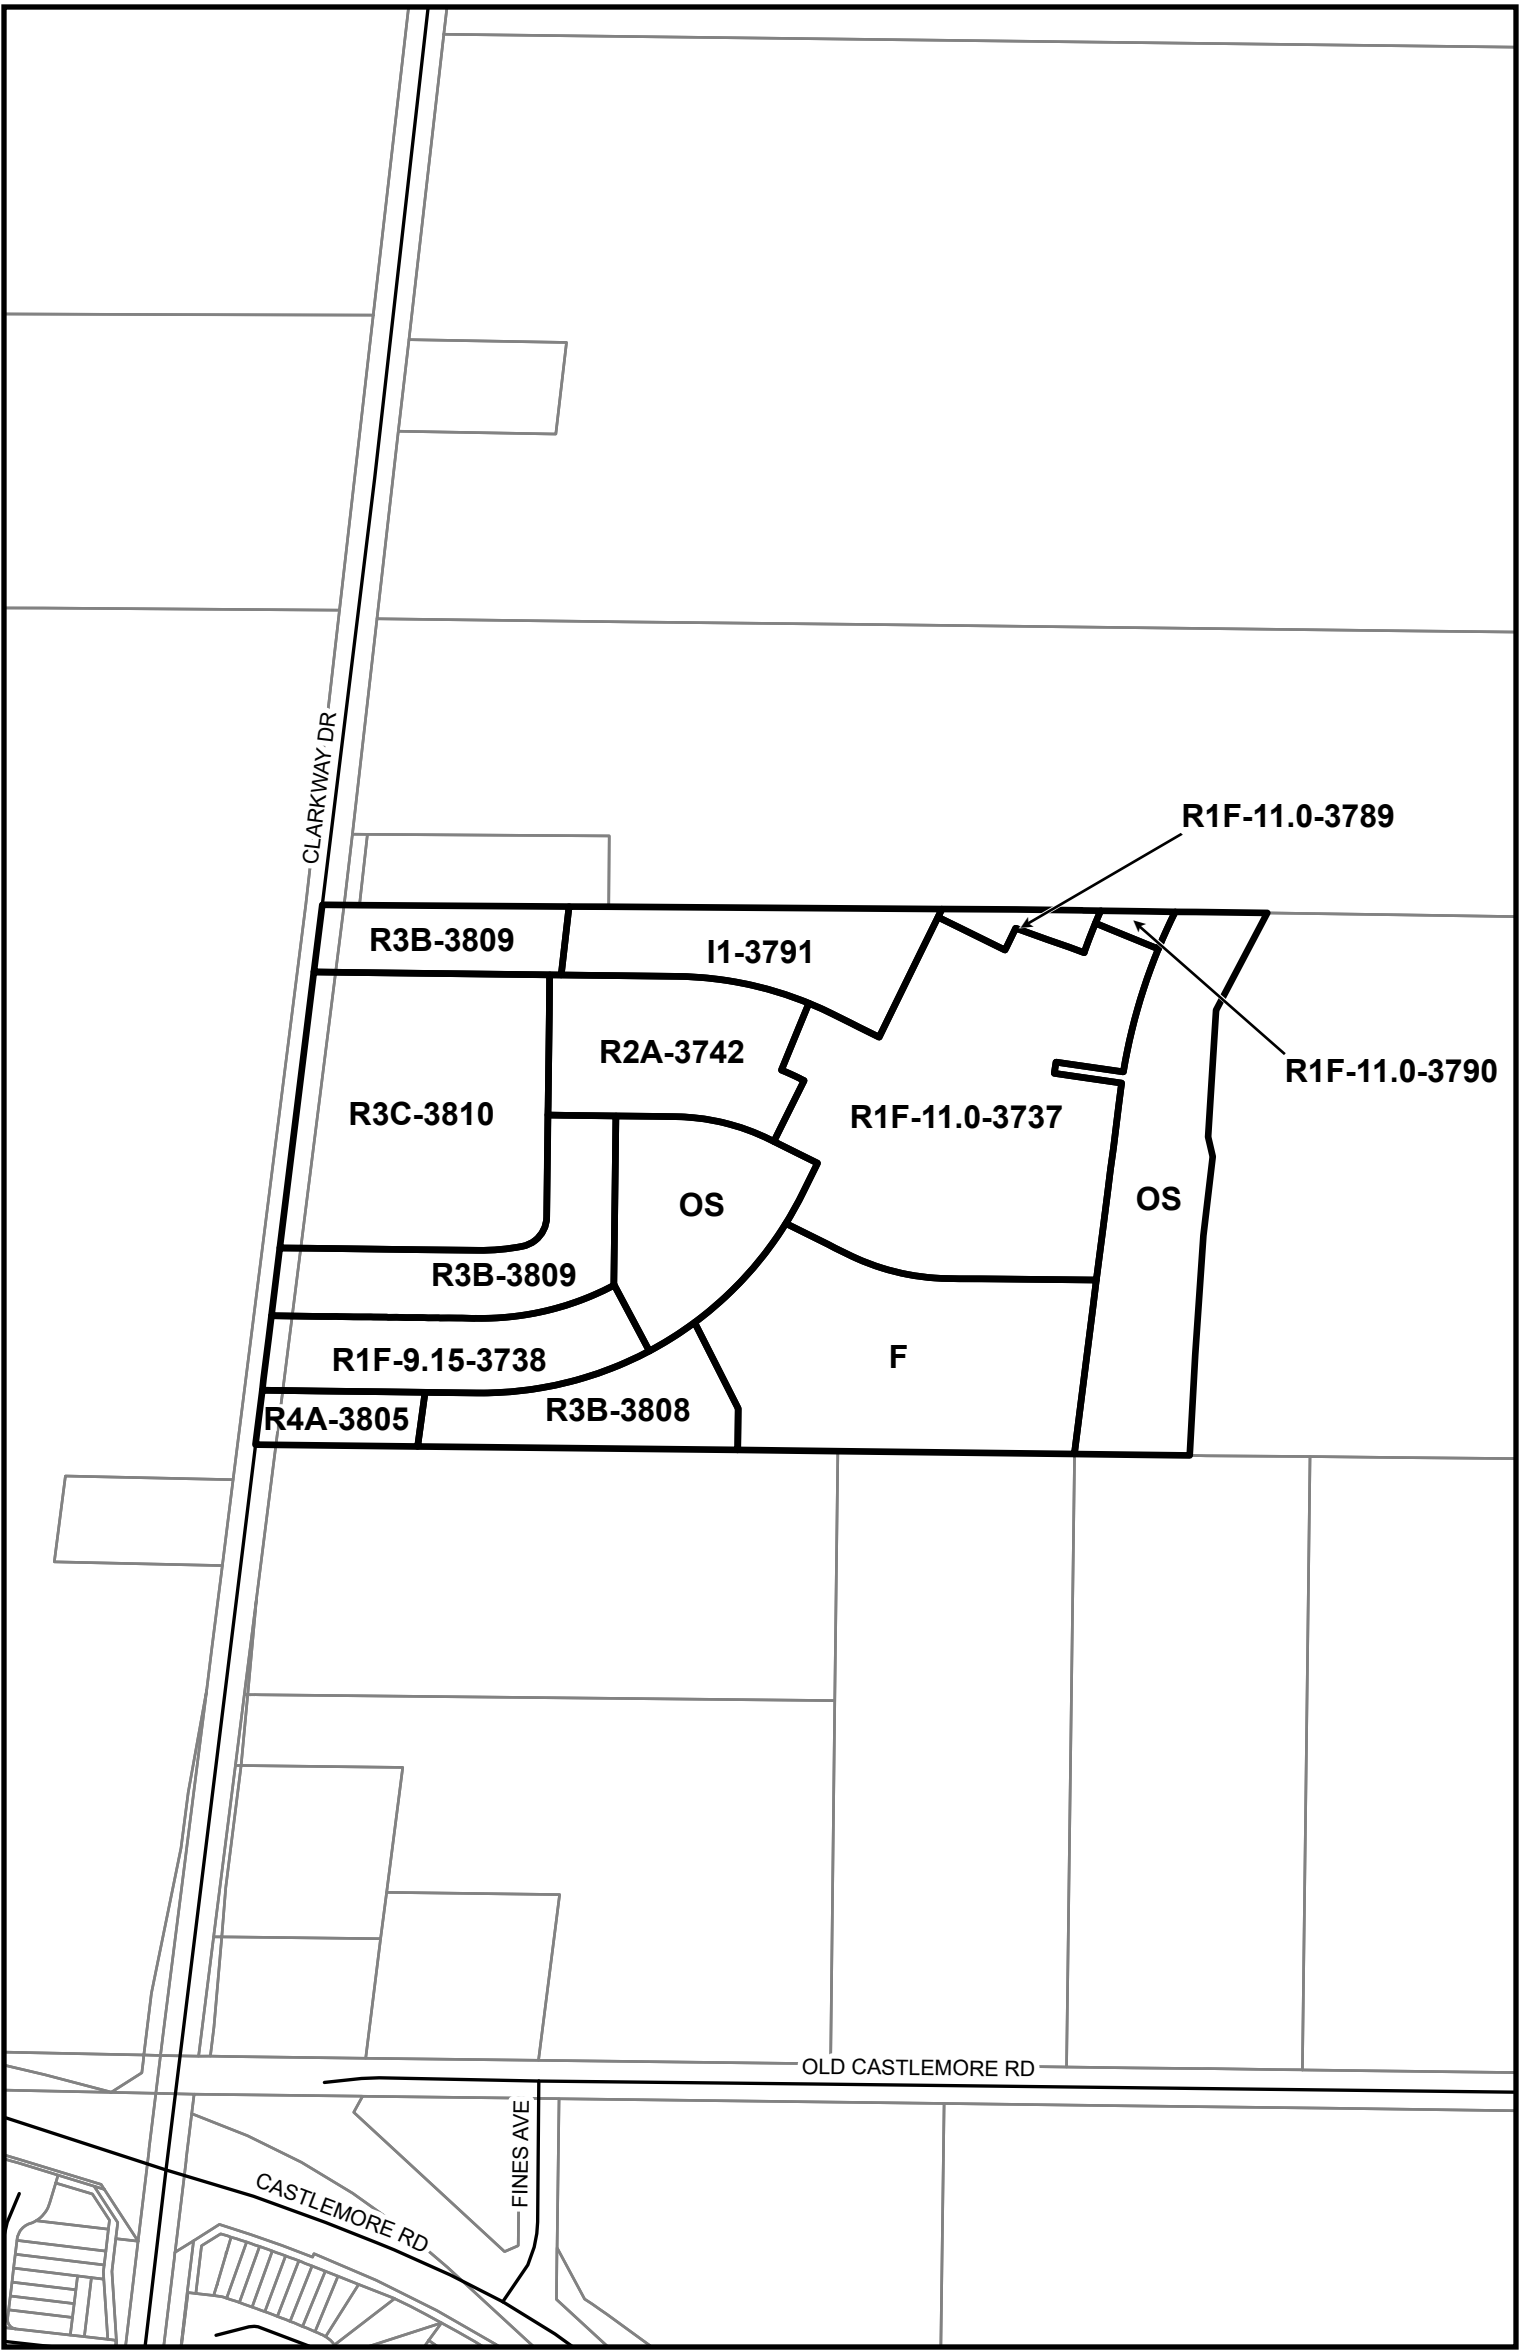 CLARKWAY DR
R1F-11.0-3789
R3B-3809
I1-3791
R2A-3742
R1F-11.0-3790
R3C-3810
R1F-11.0-3737
OS
OS
R3B-3809
R1F-9.15-3738
F
R3B-3808
R4A-3805
OLD CASTLEMORE RD
FINES AVE
CASTLEMORE RD